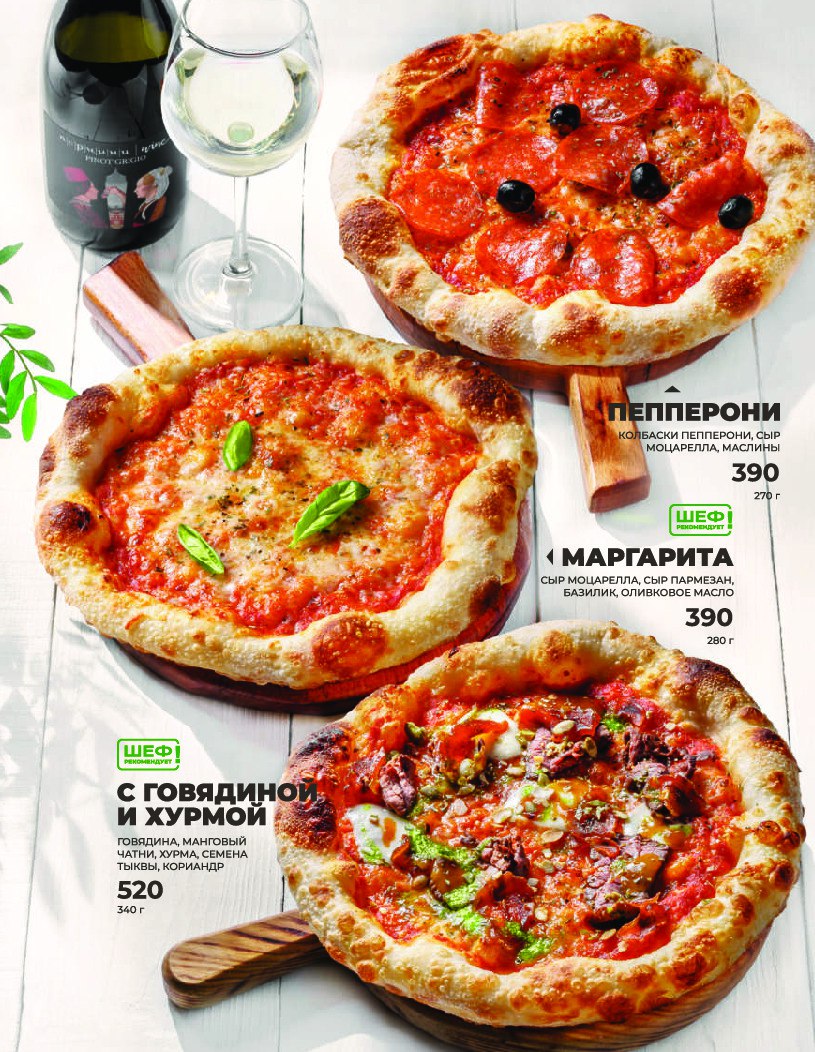 PINOT GRIGIO
ПЕППЕРОНИ
КОЛБАСКИ ПЕППЕРОНИ, СЫР
МОЦАРЕЛЛА, МАСЛИНЫ
390
270 г
ШЕФ!
РЕКОМЕНДУЕТ
МАРГАРИТА
СЫР МОЦАРЕЛЛА, СЫР ПАРМЕЗАН,
БАЗИЛИК, ОЛИВКОВОЕ МАСЛО
390
280 г
ШЕФ!
РЕКОМЕНДУЕТ
С ГОВЯДИНОЙ
И ХУРМОЙ
ГОВЯДИНА, МАНГОВЫЙ
ЧАТНИ, ХУРМА, СЕМЕНА
ТЫКВЫ, КОРИАНДР
520
340 г